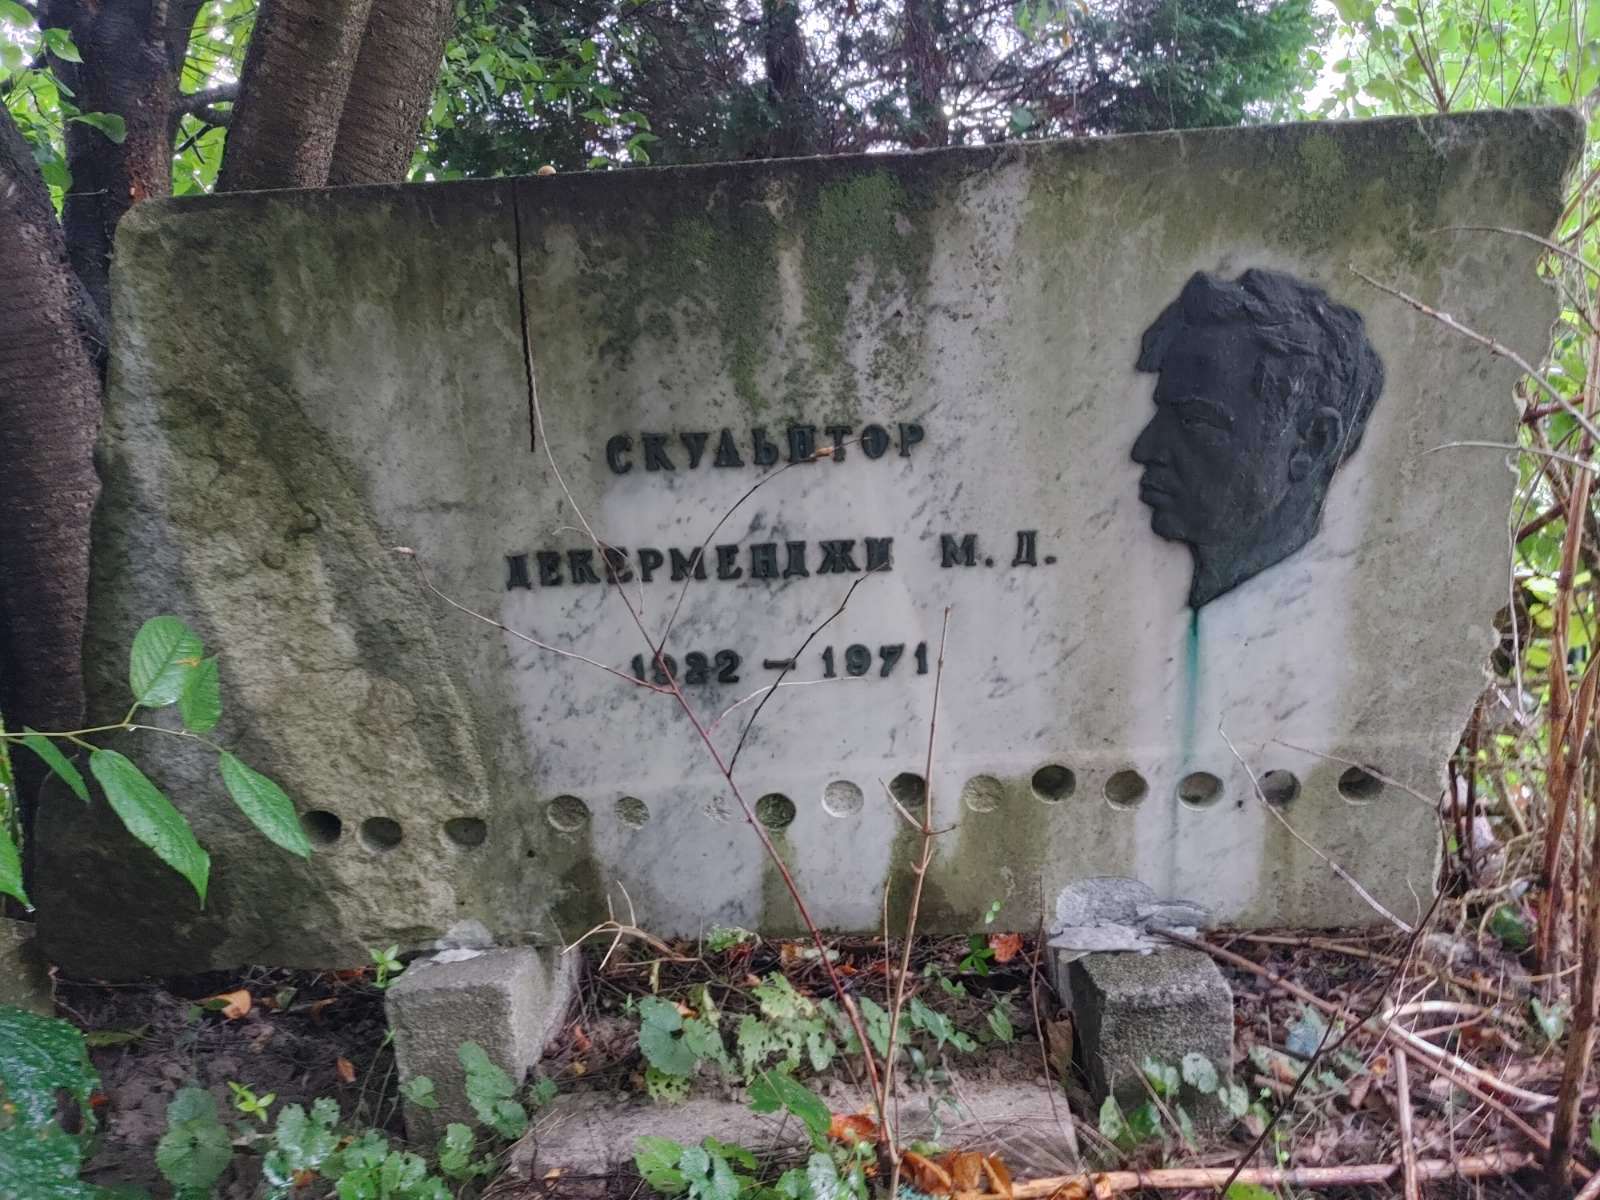 СКУЛЬПТОР
ДЕКЕРМЕНДЖИ М. Д.
1922 — 1971